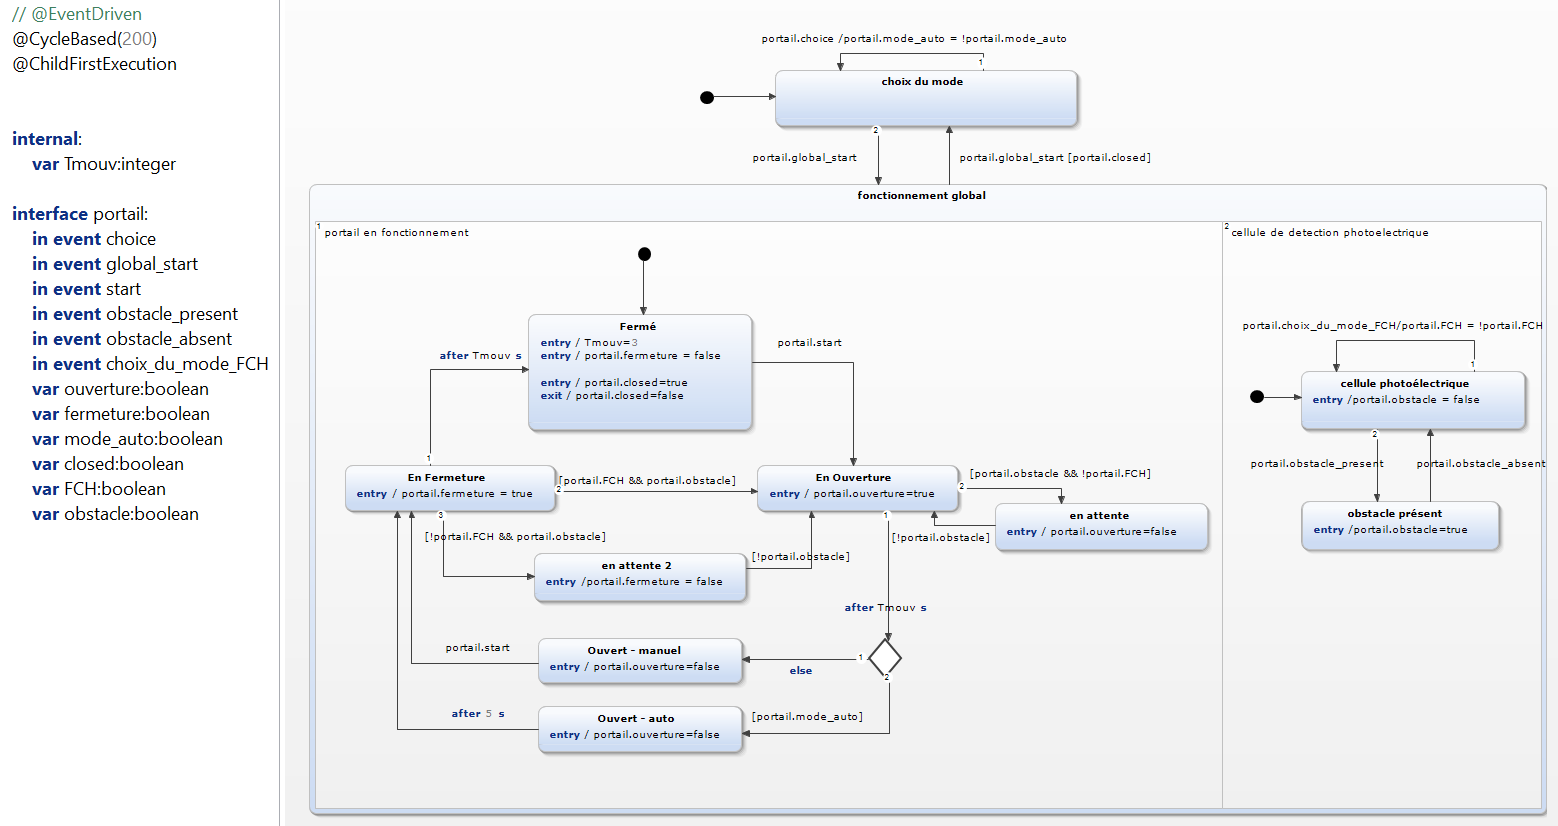 // @EventDriven
@CycleBased(200)
@ChildFirstExecution
internal:
var Tmouv:integer
interface portail:
in event choice
in event global_start
in event start
in event obstacle_present
in event obstacle_absent
in event choix_du_mode_FCH
var ouverture:boolean
var fermeture:boolean
var mode_auto:boolean
var closed:boolean
var FCH:boolean
var obstacle:boolean
portail.choice /portail.mode_auto = !portail.mode_auto
1
choix du mode
2
portail.global_start
portail.global_start [portail.closed]
fonctionnement global
1
portail en fonctionnement
Fermé
entry / Tmouv=3
entry / portail.fermeture = false
entry / portail.closed=true
exit / portail.closed=false
after Tmouv s
portail.start
1
En Fermeture
entry / portail.fermeture = true
[portail.FCH && portail.obstacle]
2
En Ouverture
entry / portail.ouverture=true
[portail.obstacle && !portail.FCH]
2
en attente
entry / portail.ouverture=false
3
[!portail.FCH && portail.obstacle]
1
[!portail.obstacle]
en attente 2
entry /portail.fermeture = false
[!portail.obstacle]
after Tmouv s
portail.start
Ouvert - manuel
entry / portail.ouverture=false
1
else
2
after 5 s
Ouvert - auto
entry / portail.ouverture=false
[portail.mode_auto]
2
cellule de detection photoelectrique
portail.choix_du_mode_FCH/portail.FCH = !portail.FCH
1
cellule photoélectrique
entry /portail.obstacle = false
2
portail.obstacle_present
portail.obstacle_absent
obstacle présent
entry /portail.obstacle=true